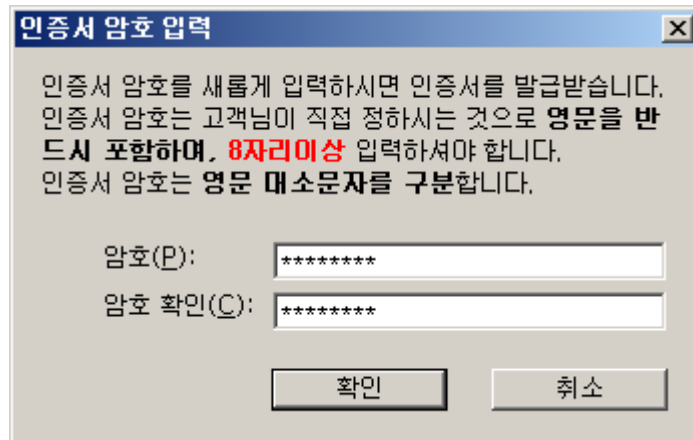 인증서 암호 입력
인증서 암호를 새롭게 입력하시면 인증서를 발급받습니다.
인증서 암호는 고객님이 직접 정하시는 것으로 영문을 반
드시 포함하며, 8자리이상 입력하셔야 합니다.
인증서 암호는 영문 대소문자를 구분합니다.
암호(P): ********
암호 확인(C): ********
확인 취소